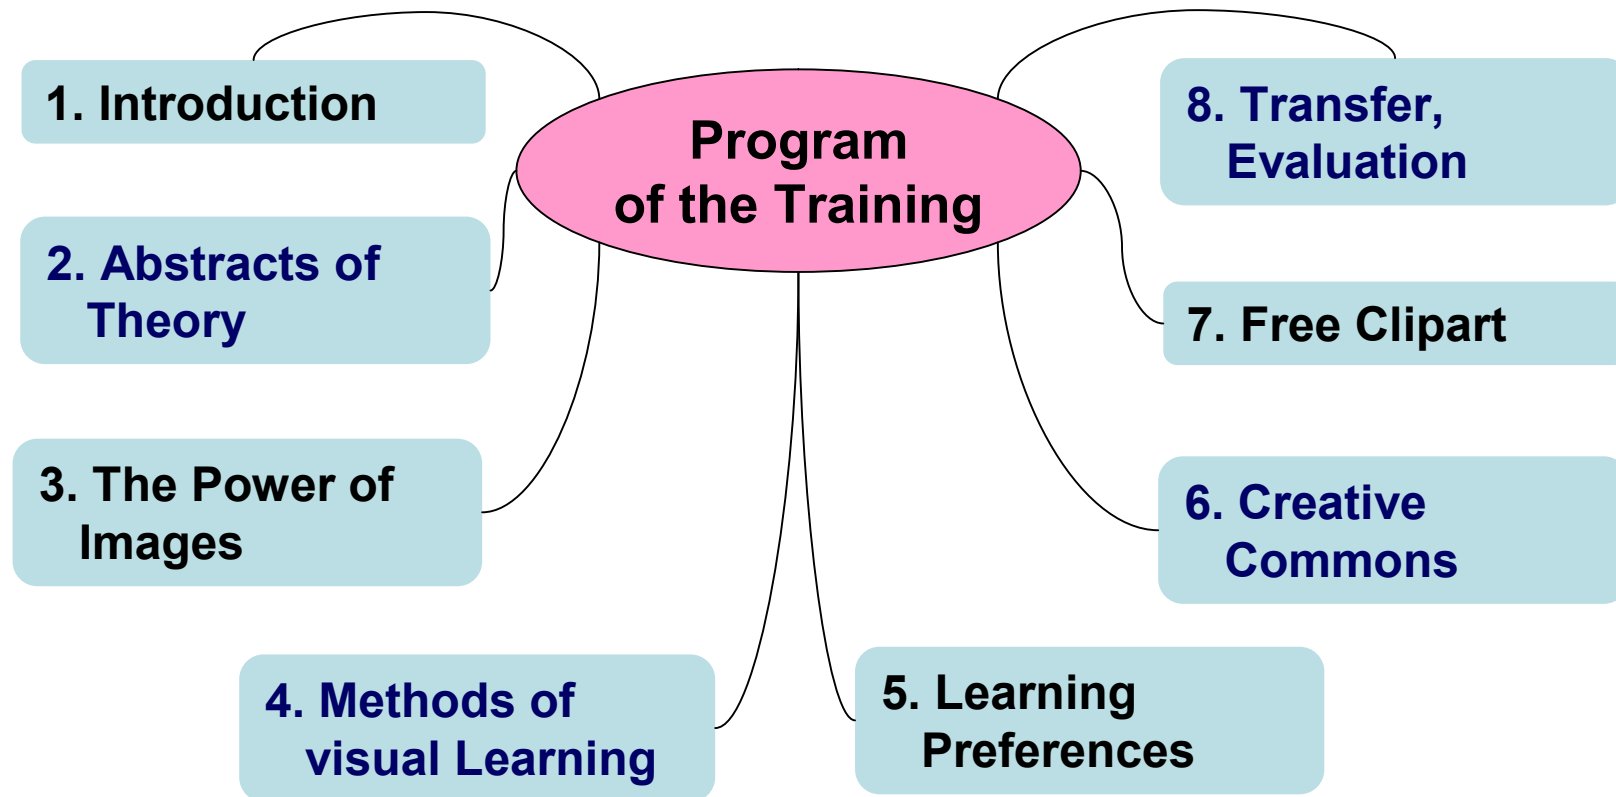 Program
of the Training
1. Introduction
2. Abstracts of
Theory
3. The Power of
Images
4. Methods of
visual Learning
5. Learning
Preferences
6. Creative
Commons
7. Free Clipart
8. Transfer,
Evaluation